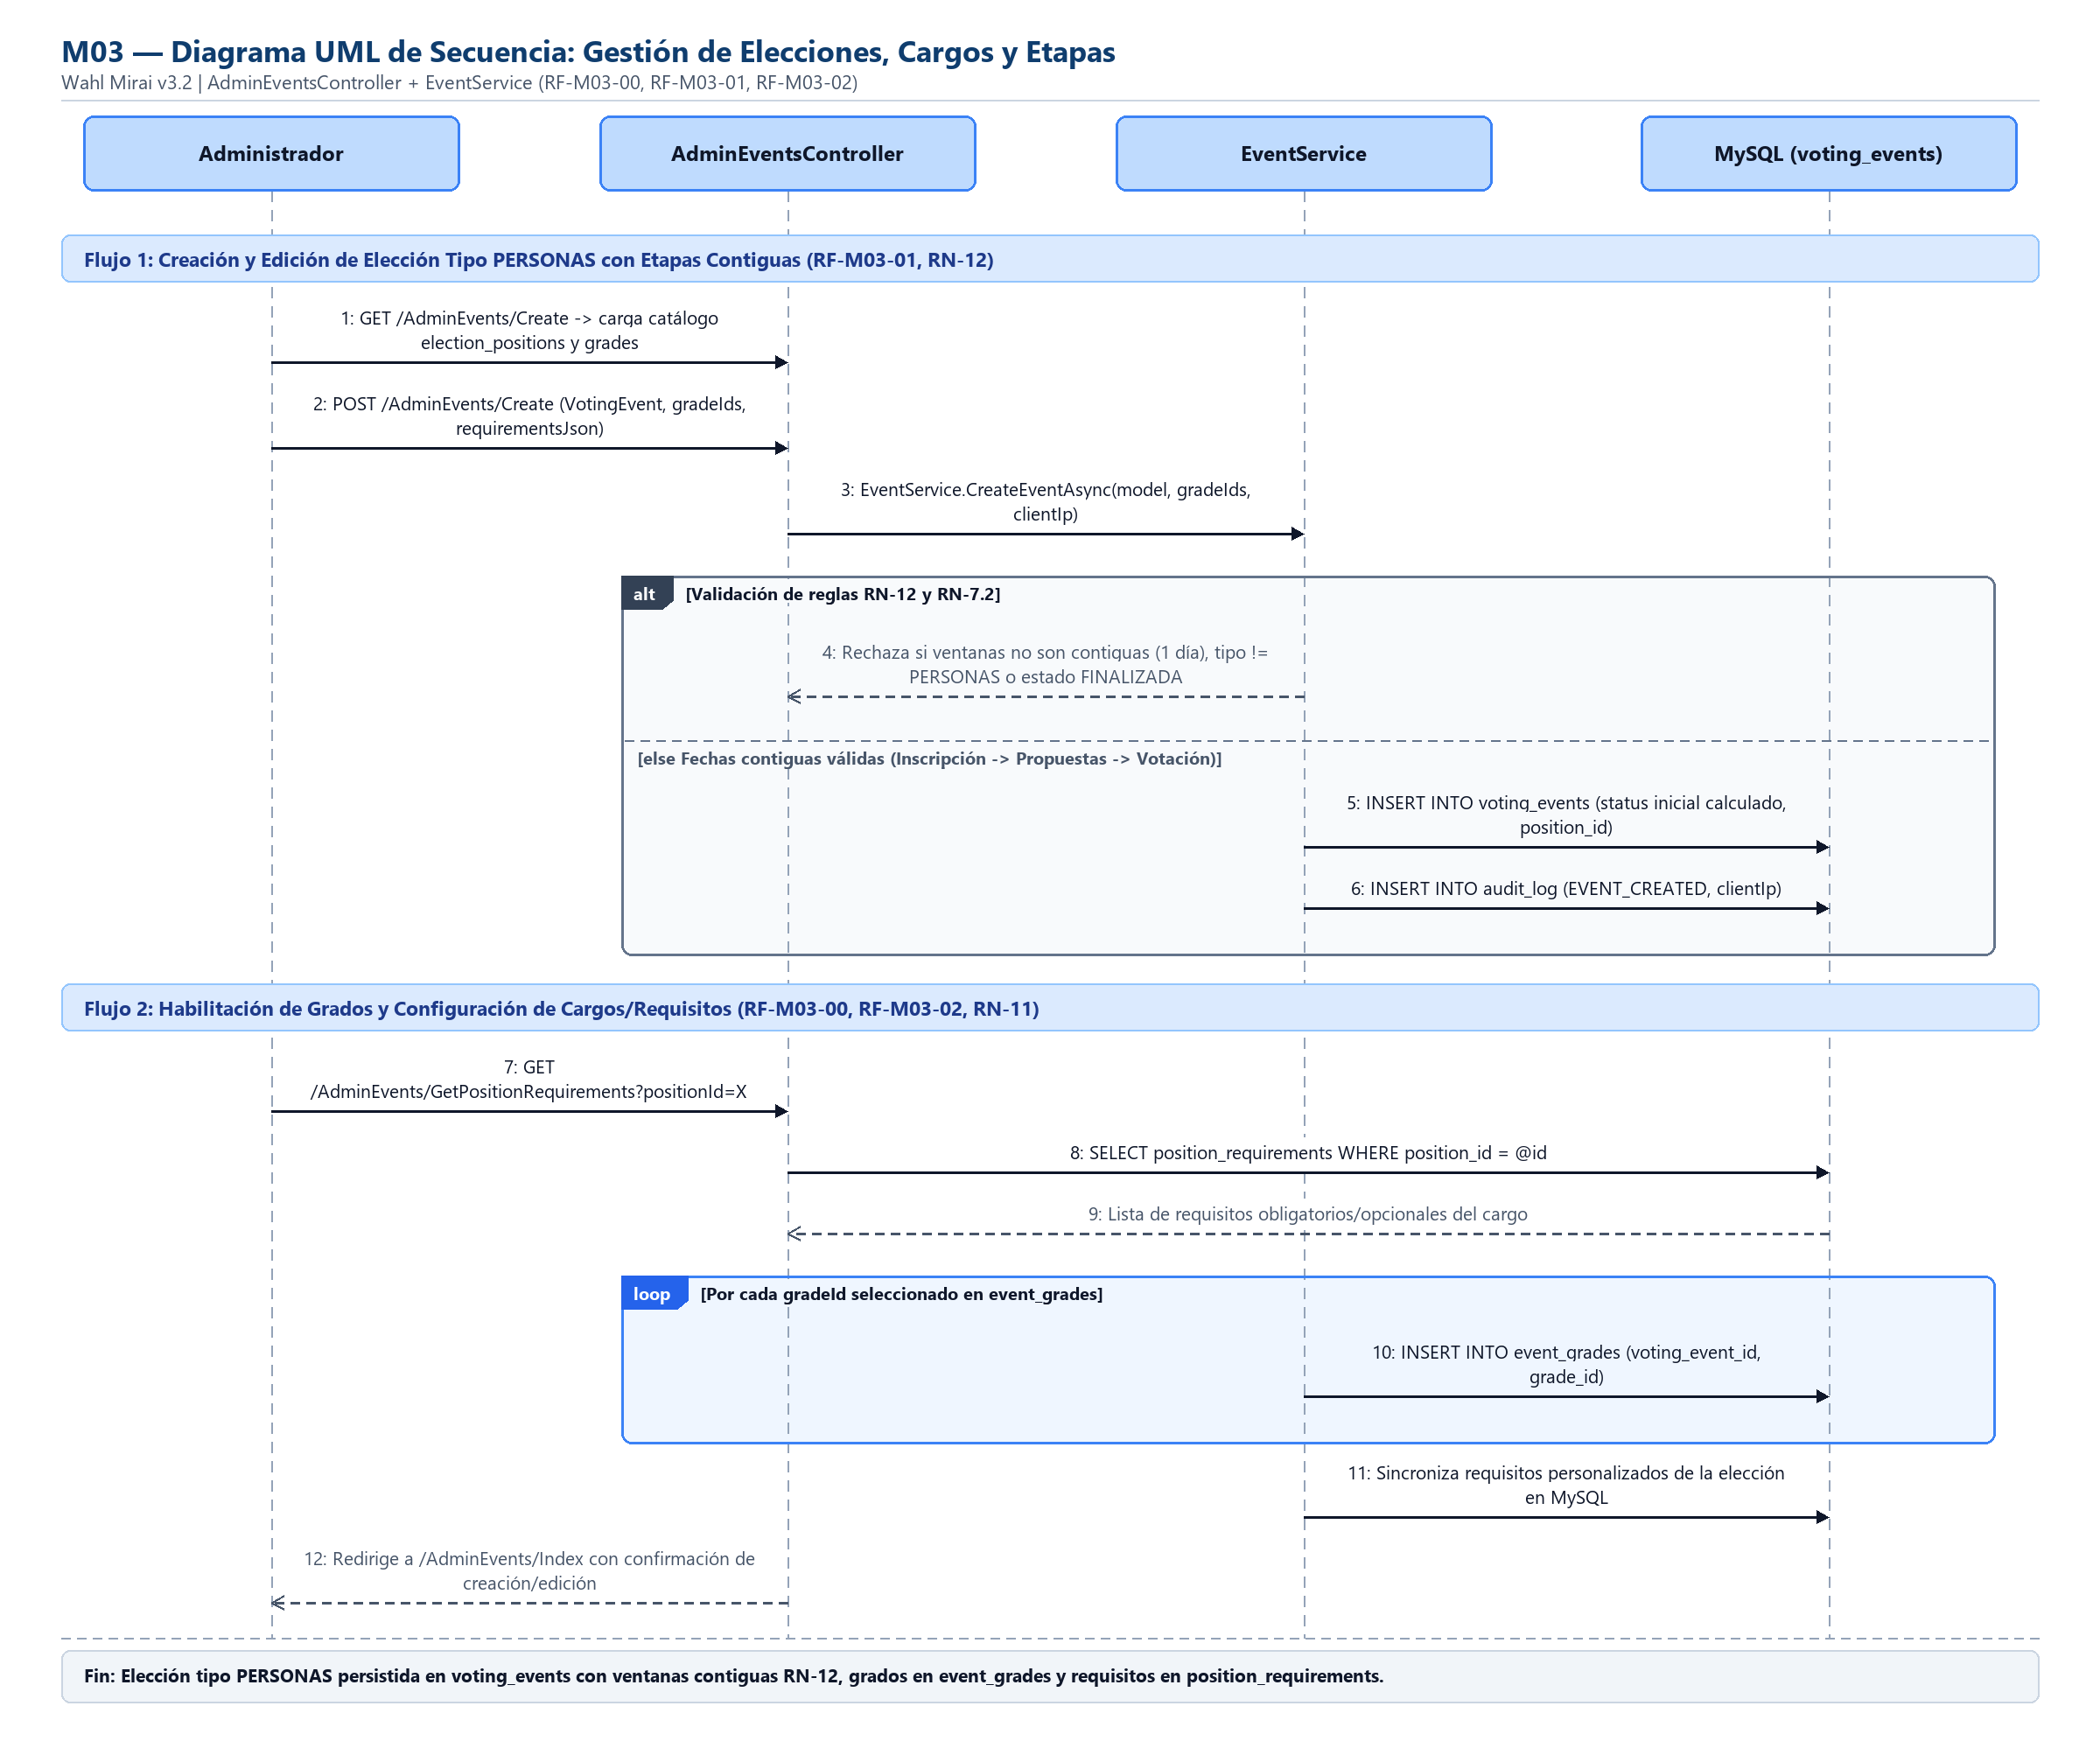 M03 — Diagrama UML de Secuencia: Gestión de Elecciones, Cargos y Etapas
Wahl Mirai v3.2 | AdminEventsController + EventService (RF-M03-00, RF-M03-01, RF-M03-02)
Administrador
AdminEventsController
EventService
MySQL (voting_events)
Flujo 1: Creación y Edición de Elección Tipo PERSONAS con Etapas Contiguas (RF-M03-01, RN-12)
1: GET /AdminEvents/Create -> carga catálogo
election_positions y grades
2: POST /AdminEvents/Create (VotingEvent, gradeIds,
requirementsJson)
3: EventService.CreateEventAsync(model, gradeIds,
clientIp)
alt
[Validación de reglas RN-12 y RN-7.2]
4: Rechaza si ventanas no son contiguas (1 día), tipo !=
PERSONAS o estado FINALIZADA
[else Fechas contiguas válidas (Inscripción -> Propuestas -> Votación)]
5: INSERT INTO voting_events (status inicial calculado,
position_id)
6: INSERT INTO audit_log (EVENT_CREATED, clientIp)
Flujo 2: Habilitación de Grados y Configuración de Cargos/Requisitos (RF-M03-00, RF-M03-02, RN-11)
7: GET
/AdminEvents/GetPositionRequirements?positionId=X
8: SELECT position_requirements WHERE position_id = @id
9: Lista de requisitos obligatorios/opcionales del cargo
loop
[Por cada gradeId seleccionado en event_grades]
10: INSERT INTO event_grades (voting_event_id,
grade_id)
11: Sincroniza requisitos personalizados de la elección
en MySQL
12: Redirige a /AdminEvents/Index con confirmación de
creación/edición
Fin: Elección tipo PERSONAS persistida en voting_events con ventanas contiguas RN-12, grados en event_grades y requisitos en position_requirements.